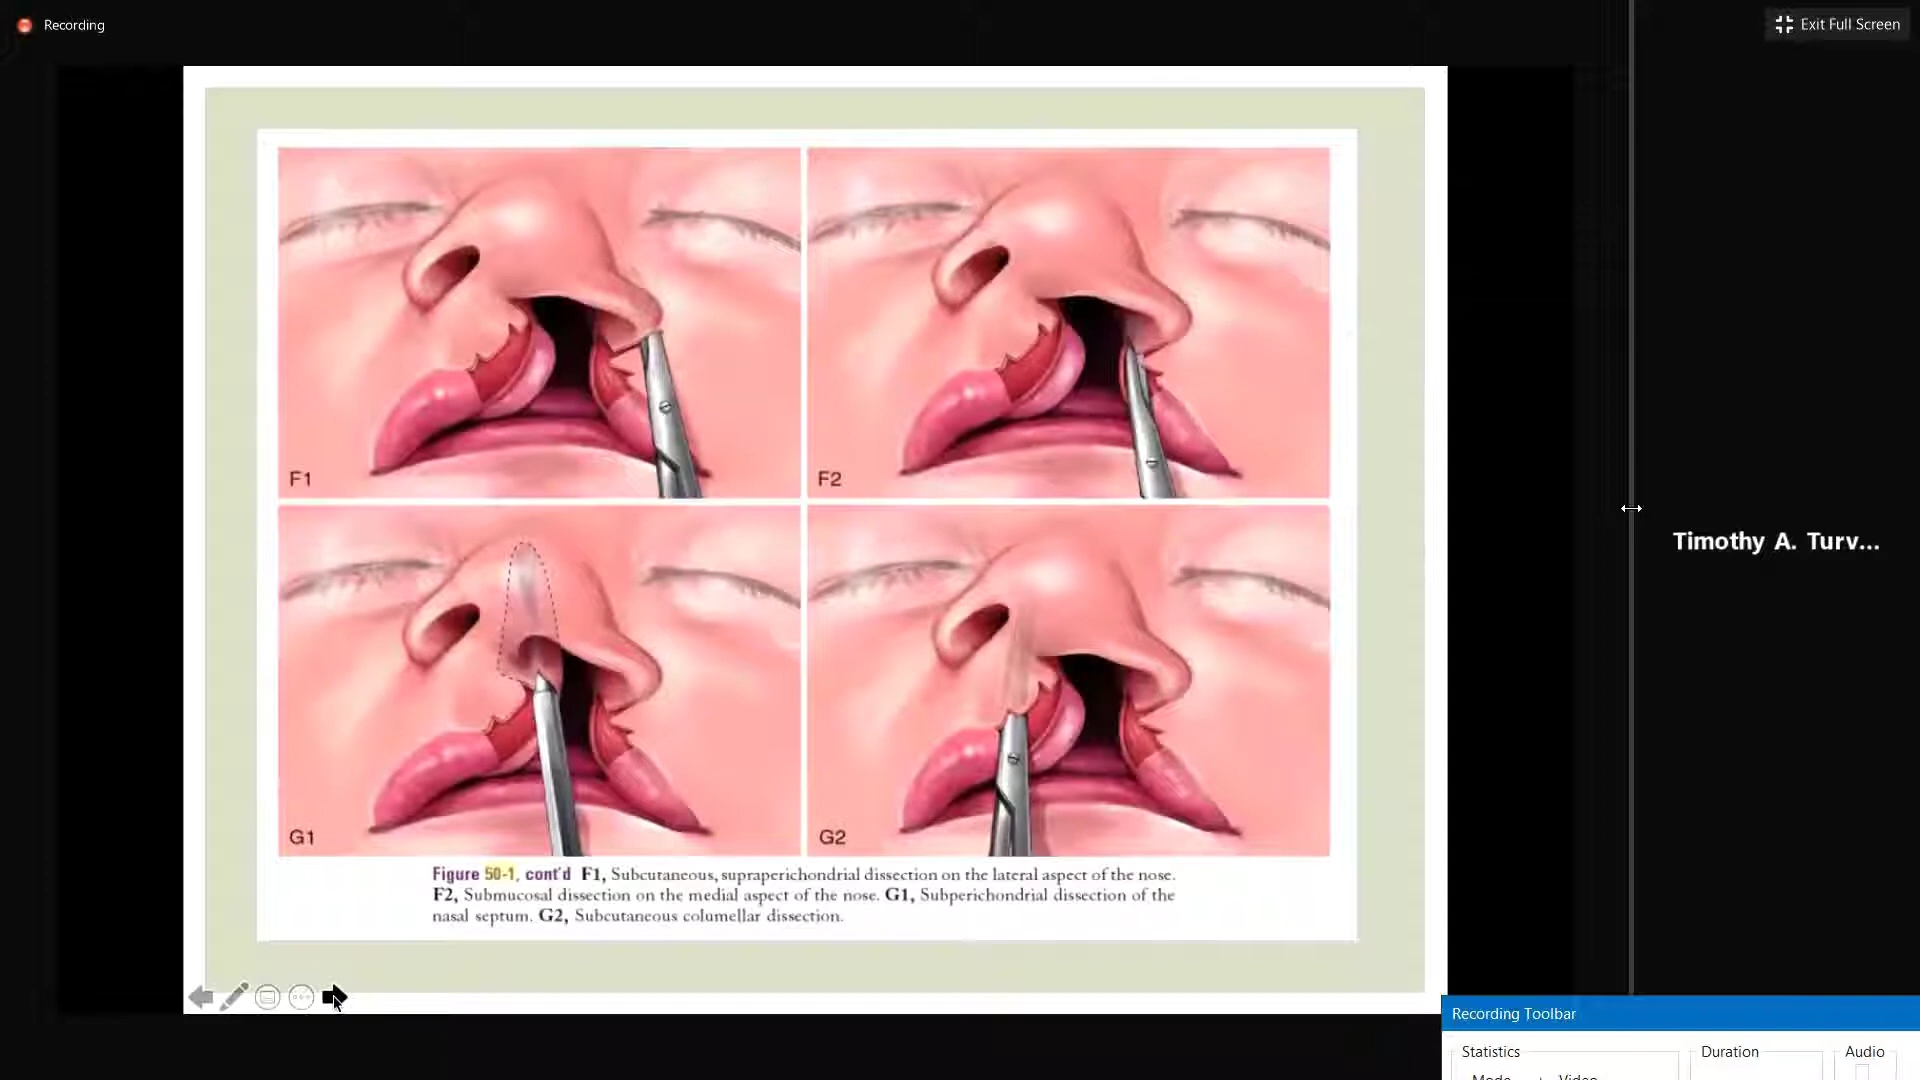 Recording
Exit Full Screen
F1
F2
G1
G2
Figure 50-1, cont'd F1, Subcutaneous, supraperichondrial dissection on the lateral aspect of the nose.
F2, Submucosal dissection on the medial aspect of the nose. G1, Subperichondrial dissection of the
nasal septum. G2, Subcutaneous columellar dissection.
Timothy A. Turv...
Recording Toolbar
Statistics
Duration
Audio
Mode
Video